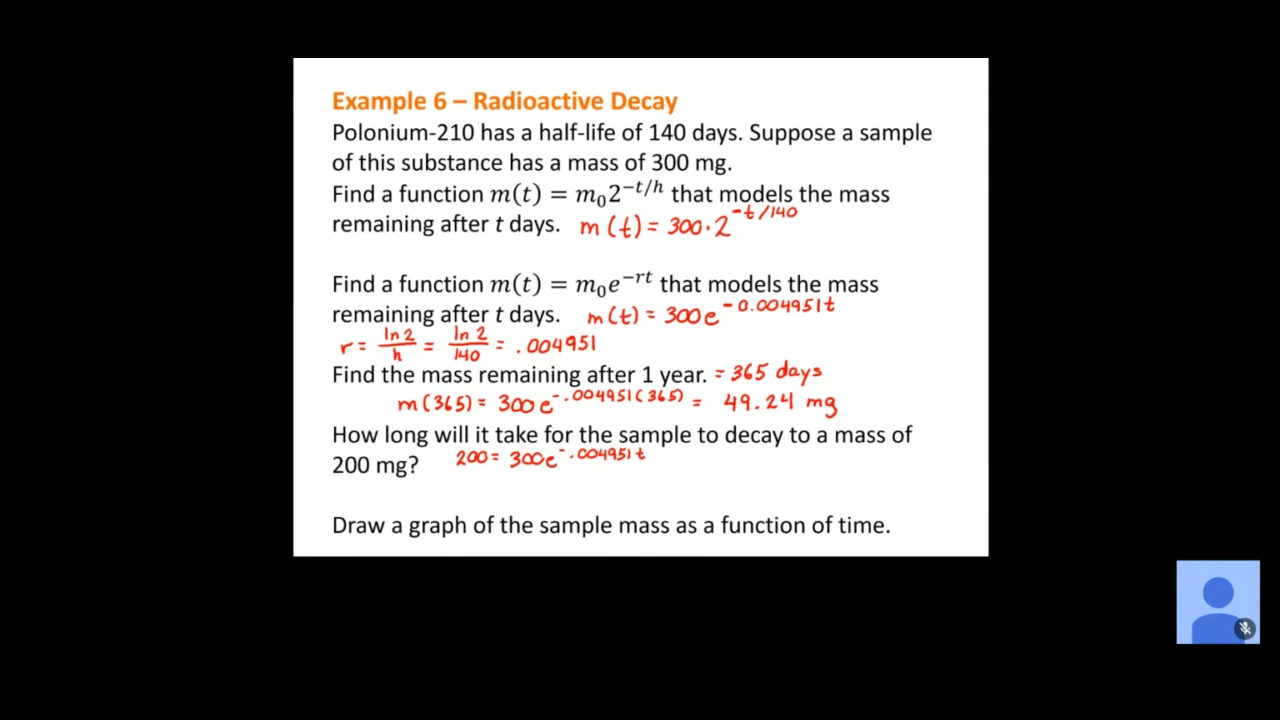 Example 6 – Radioactive Decay
Polonium-210 has a half-life of 140 days. Suppose a sample
of this substance has a mass of 300 mg.
Find a function m(t) = m₀2^(−t/h) that models the mass
remaining after t days. m(t) = 300·2^(-t/140)
Find a function m(t) = m₀e^(−rt) that models the mass
remaining after t days. m(t) = 300e^(-0.004951t)
r = ln 2/h = ln 2/140 = .004951
Find the mass remaining after 1 year. = 365 days
m(365) = 300e^(-.004951(365)) = 49.24 mg
How long will it take for the sample to decay to a mass of
200 mg? 200 = 300e^(-.004951t)
Draw a graph of the sample mass as a function of time.